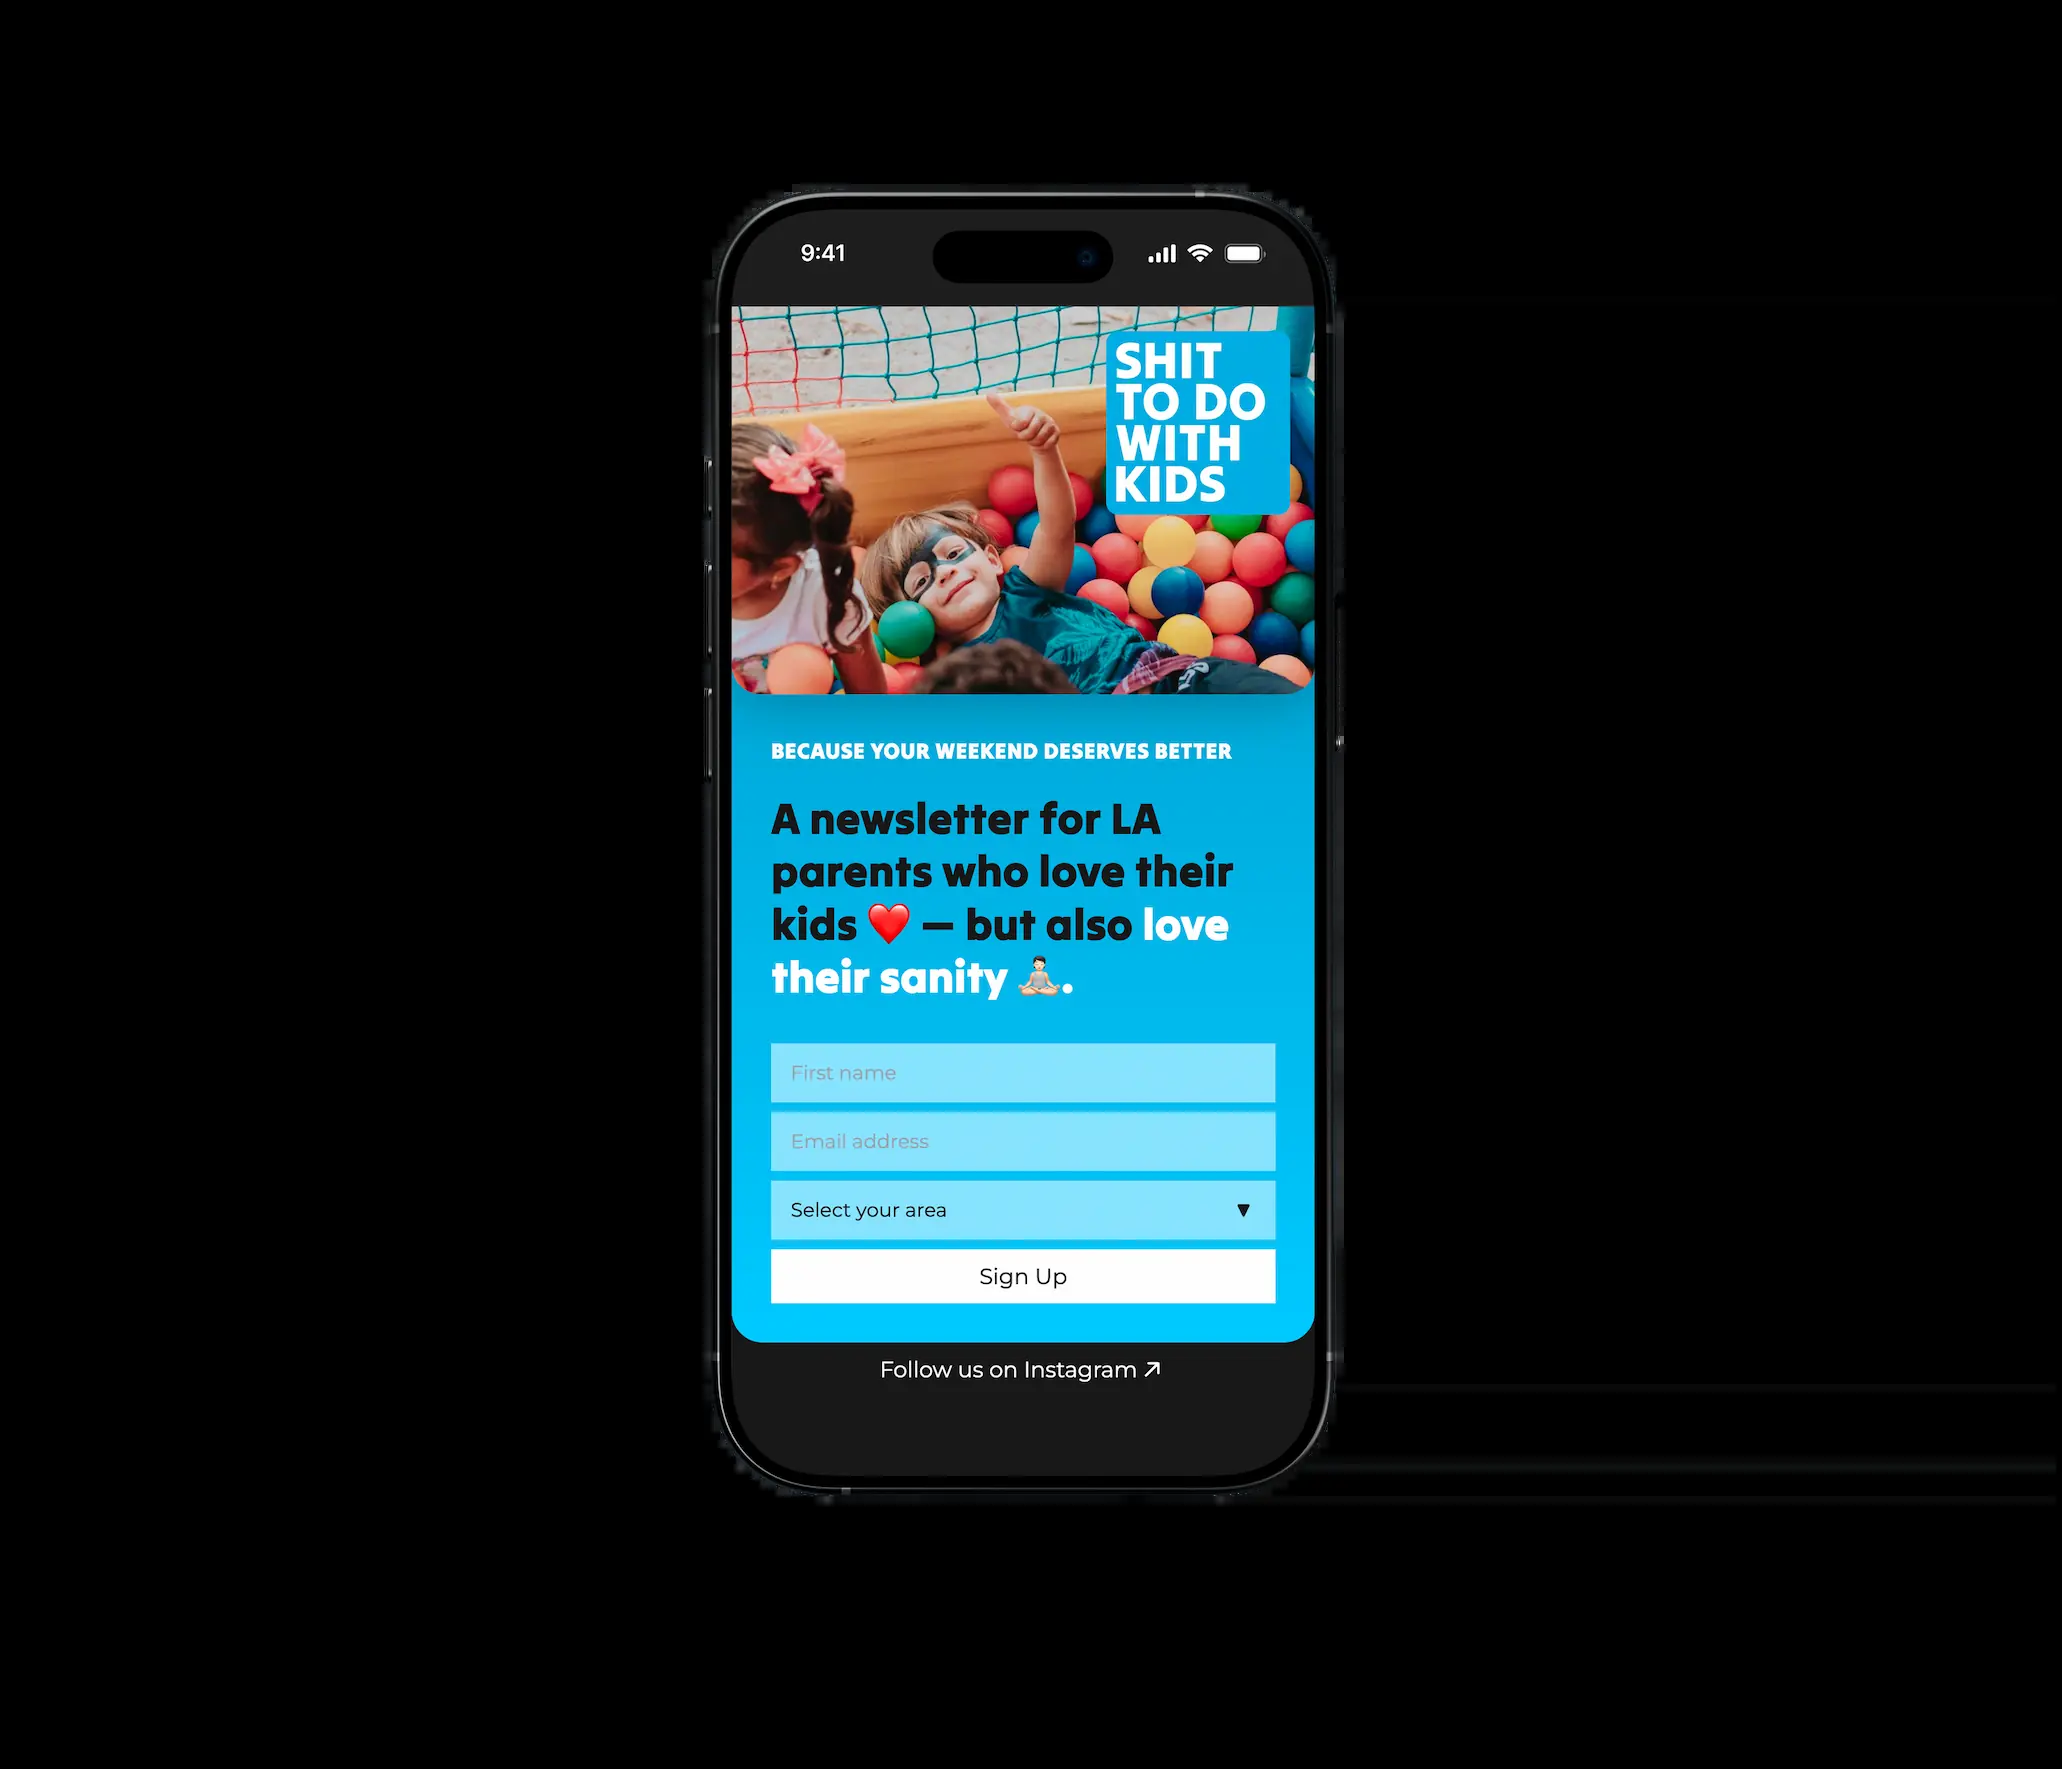 9:41
SHIT
TO DO
WITH
KIDS
BECAUSE YOUR WEEKEND DESERVES BETTER
A newsletter for LA
parents who love their
kids ❤️ — but also love
their sanity 🧘🏻.
First name
Email address
Select your area ▼
Sign Up
Follow us on Instagram ↗